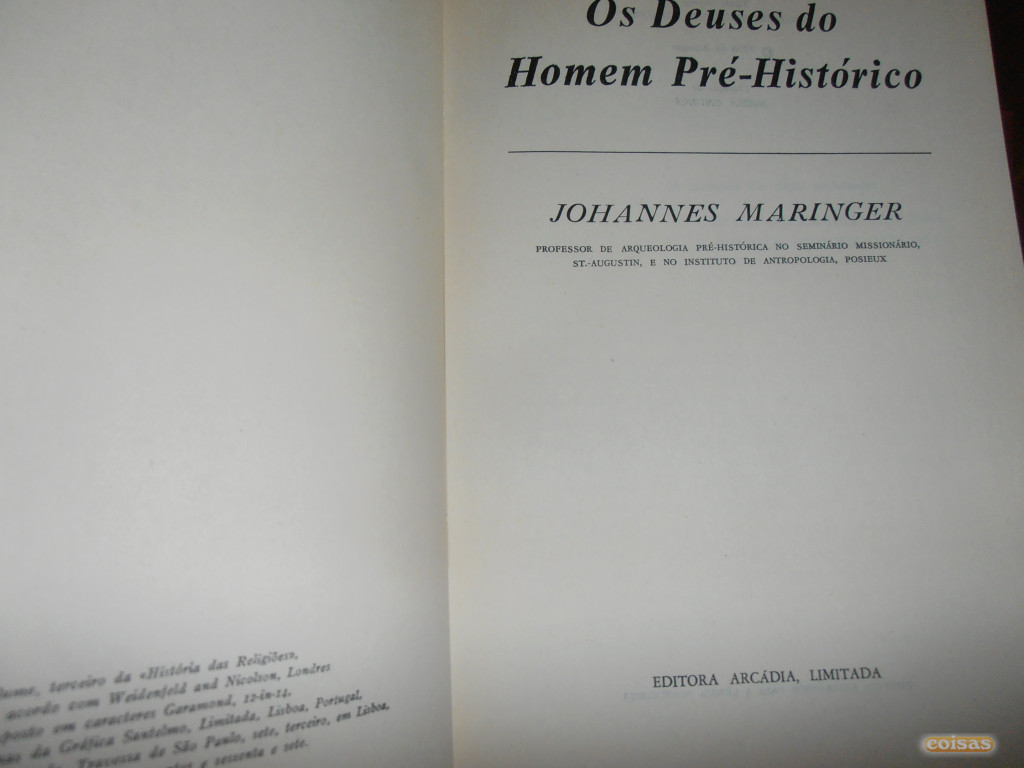 lume, terceiro da «História das Religiões»,
acordo com Weidenfeld and Nicolson, Londres
posto em caracteres Garamond, 12-in-14,
nas da Gráfica Santelmo, Limitada, Lisboa, Portugal,
Travessa de São Paulo, sete, terceiro, em Lisboa,
e sessenta e sete.
Os Deuses do
Homem Pré-Histórico
JOHANNES MARINGER
PROFESSOR DE ARQUEOLOGIA PRÉ-HISTÓRICA NO SEMINÁRIO MISSIONÁRIO,
ST.-AUGUSTIN, E NO INSTITUTO DE ANTROPOLOGIA, POSIEUX
EDITORA ARCÁDIA, LIMITADA
coisas